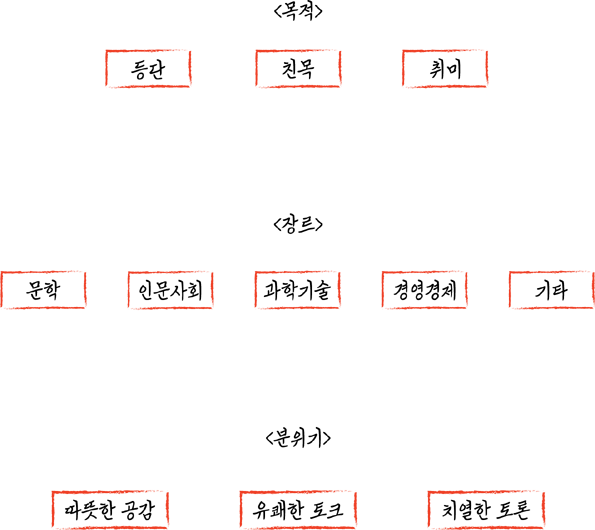 <목적>
등단 친목 취미
<장르>
문학 인문사회 과학기술 경영경제 기타
<분위기>
따뜻한 공감 유쾌한 토크 치열한 토론